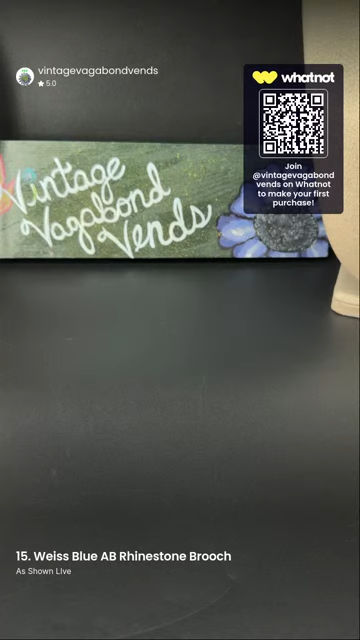 vintagevagabondvends
★ 5.0
whatnot
Join
@vintagevagabond
vends on Whatnot
to make your first
purchase!
Vintage
Vagabond
Vends
15. Weiss Blue AB Rhinestone Brooch
As Shown LIve